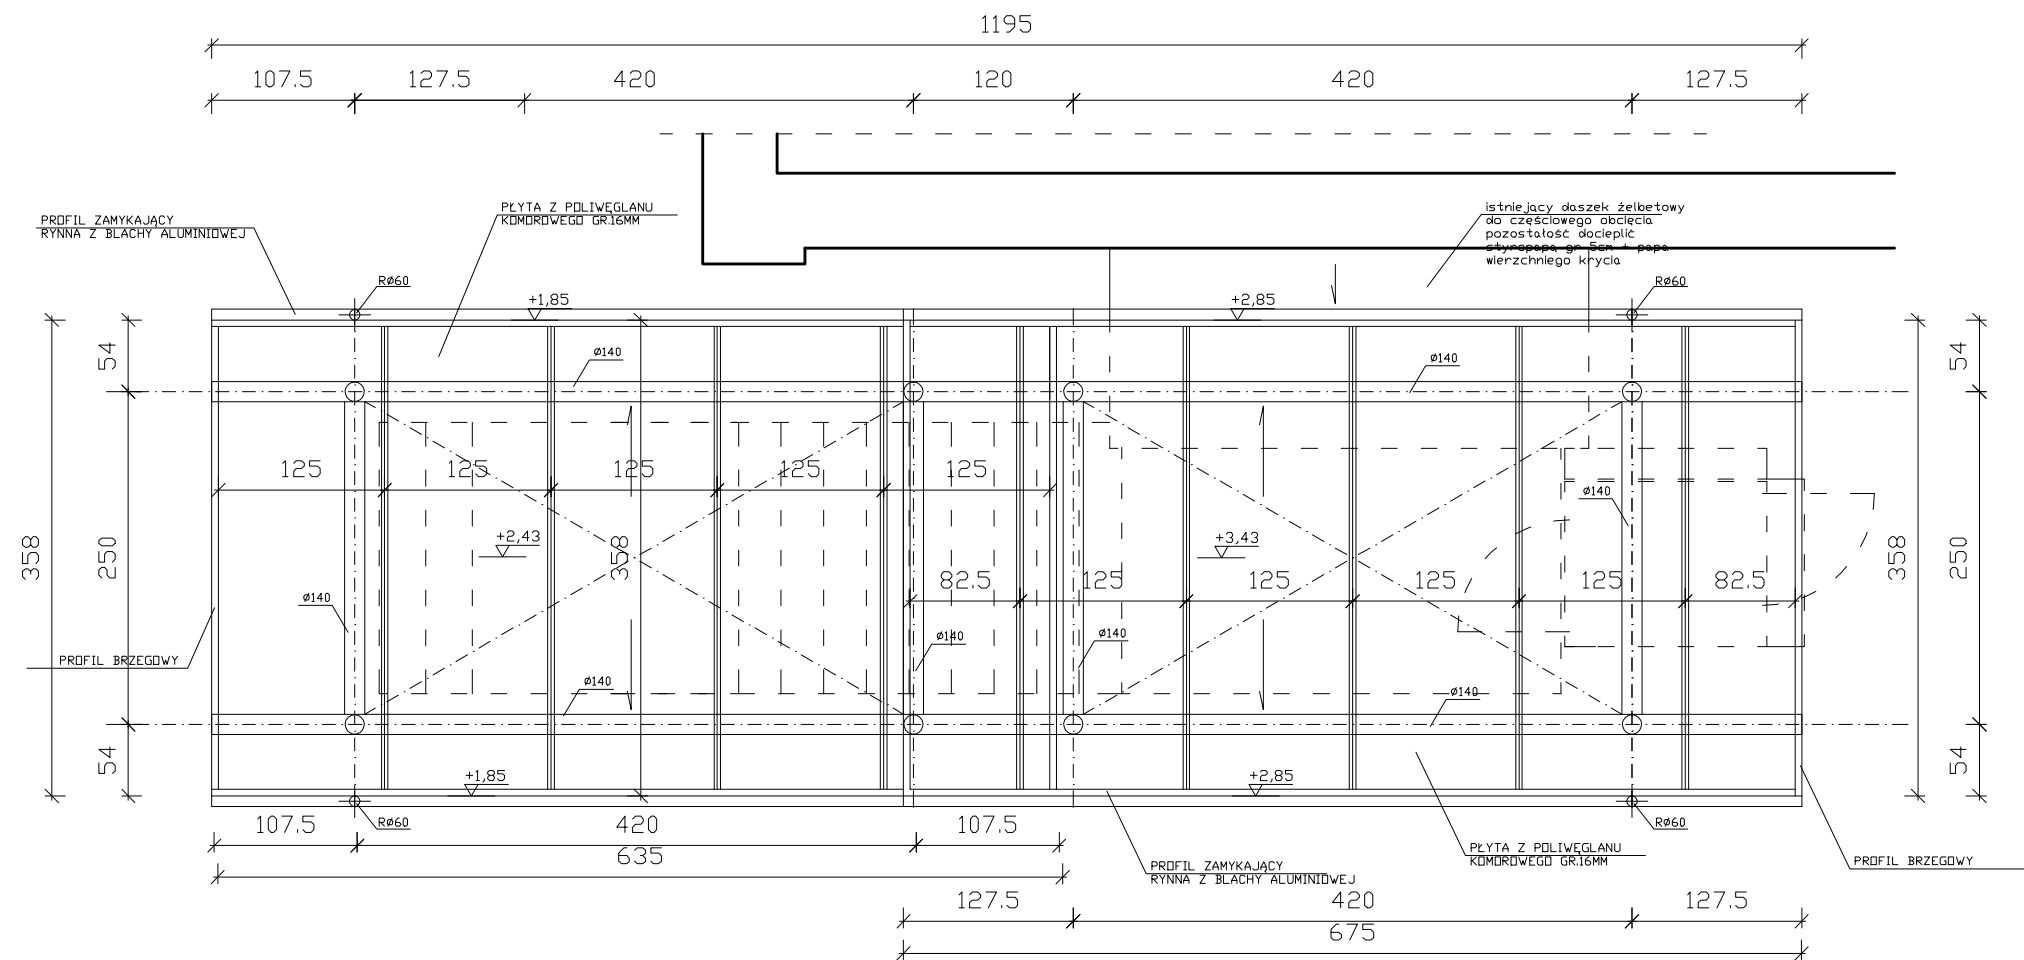 1195
107.5
127.5
420
120
420
127.5
PROFIL ZAMYKAJĄCY
RYNNA Z BLACHY ALUMINIOWEJ
PŁYTA Z POLIWĘGLANU
KOMOROWEGO GR.16MM
istniejący daszek żelbetowy
do częściowego obcięcia
pozostałość docieplić
styropapą gr 5cm + papa
wierzchniego krycia
RØ60
RØ60
+1,85
+2,85
54
54
Ø140
Ø140
125
125
125
125
125
Ø140
358
250
+2,43
358
+3,43
358
250
82.5
125
125
125
125
82.5
Ø140
Ø140
Ø140
PROFIL BRZEGOWY
Ø140
Ø140
54
54
+1,85
+2,85
107.5
RØ60
420
107.5
RØ60
635
PŁYTA Z POLIWĘGLANU
KOMOROWEGO GR.16MM
PROFIL ZAMYKAJĄCY
RYNNA Z BLACHY ALUMINIOWEJ
PROFIL BRZEGOWY
127.5
420
127.5
675